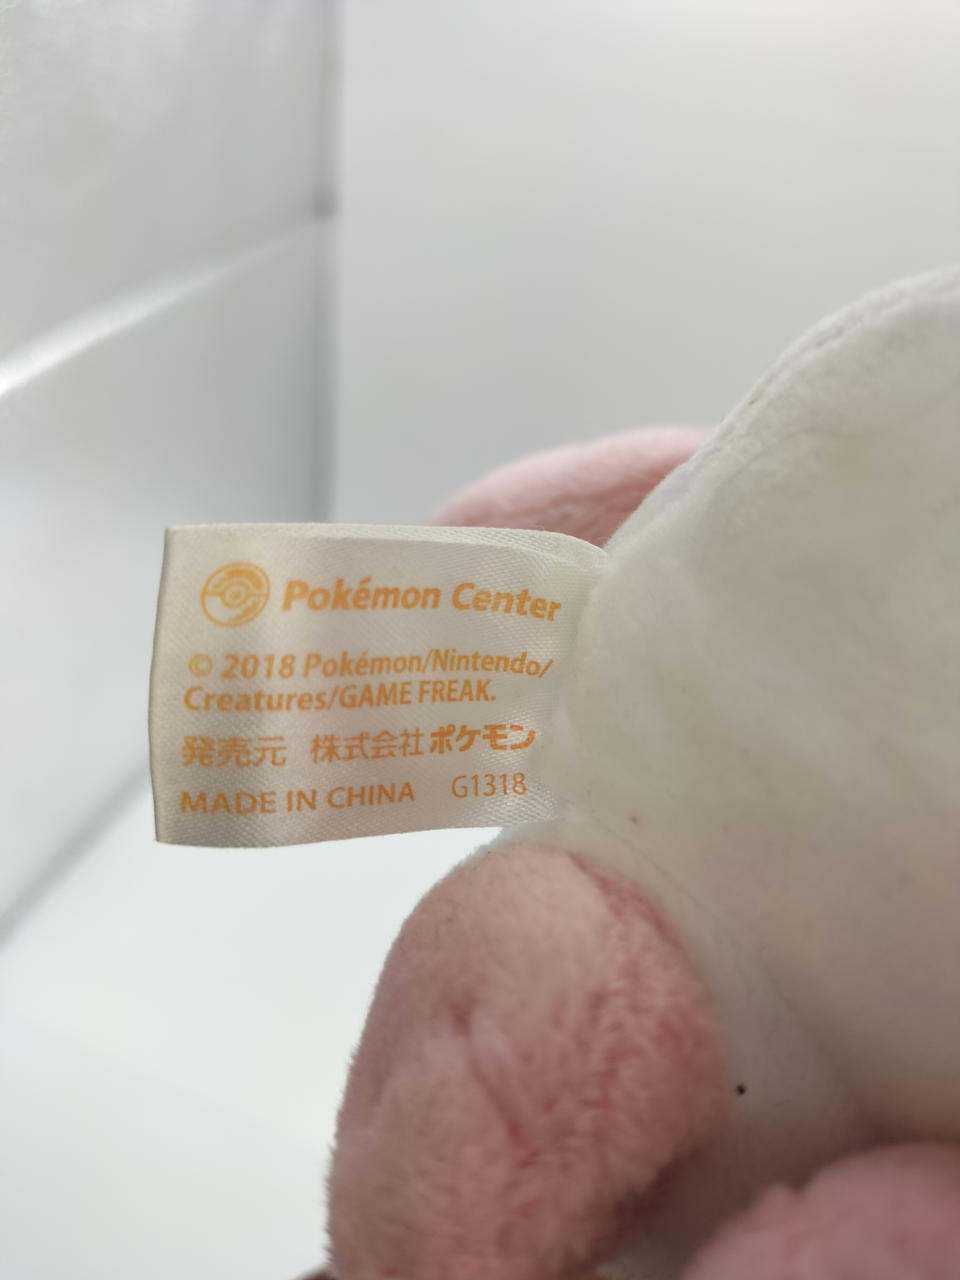 Pokémon Center
© 2018 Pokémon/Nintendo/
Creatures/GAME FREAK.
発売元 株式会社ポケモン
MADE IN CHINA G1318